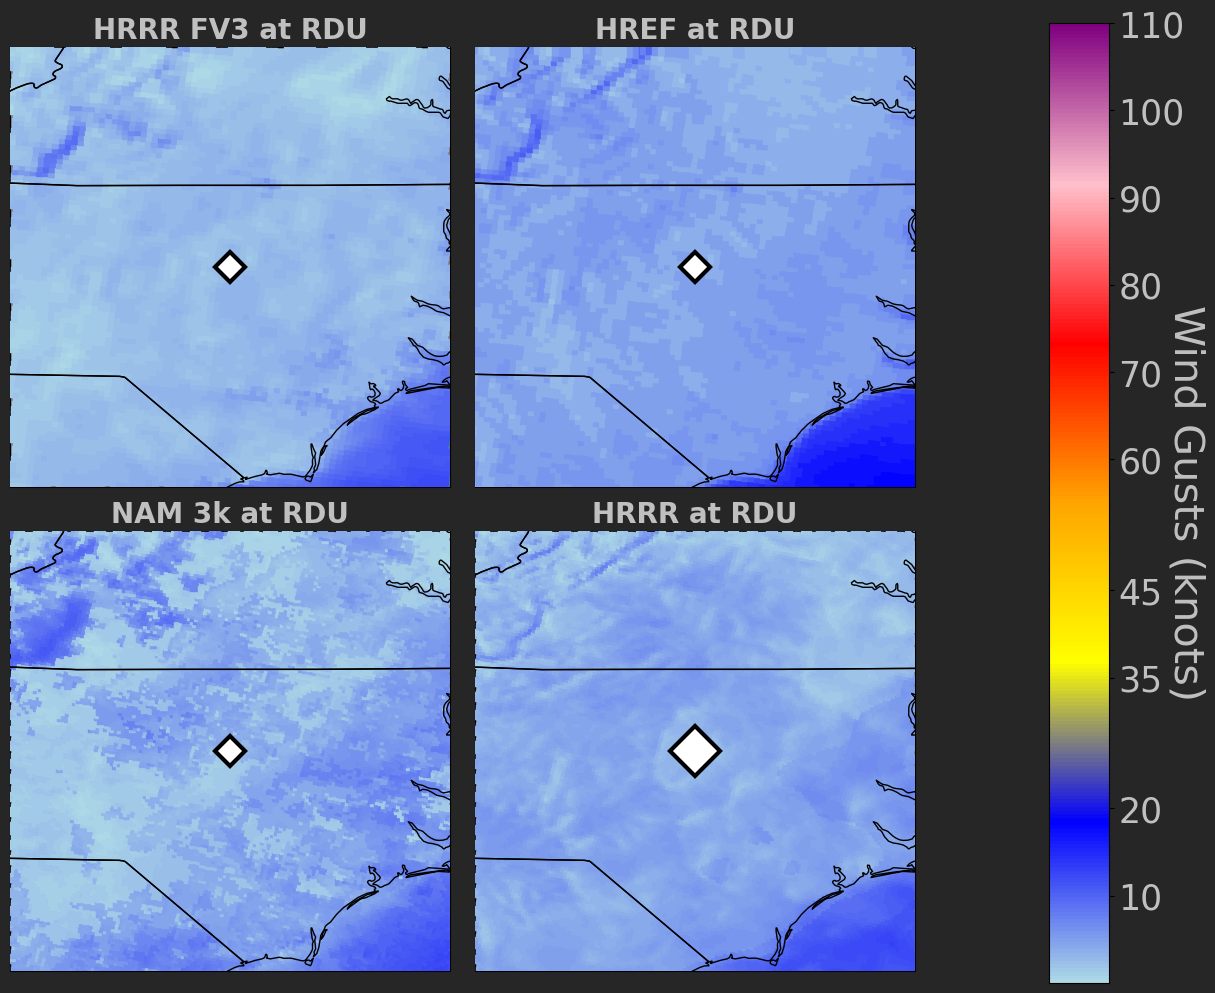 HRRR FV3 at RDU
HREF at RDU
NAM 3k at RDU
HRRR at RDU
110
100
90
80
70
60
45
35
20
10
Wind Gusts (knots)